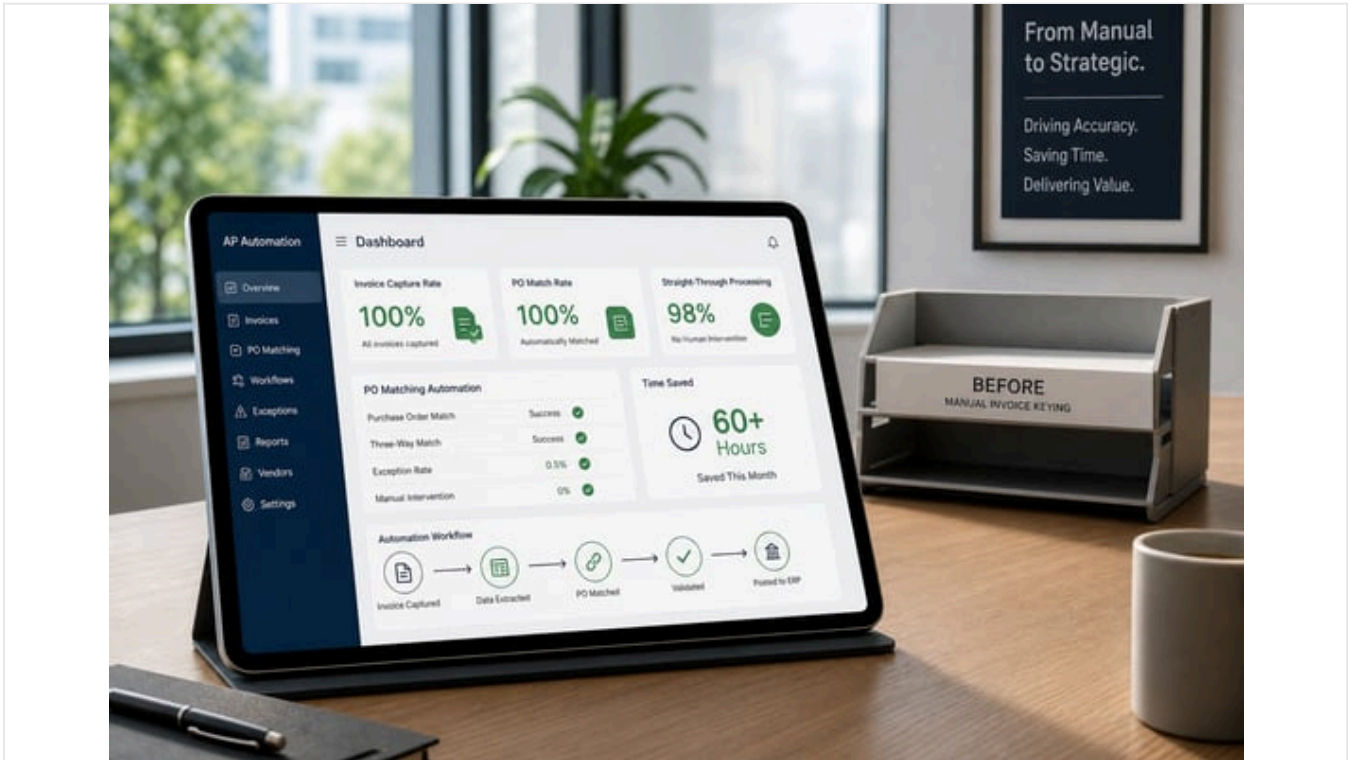 From Manual
to Strategic.
Driving Accuracy.
Saving Time.
Delivering Value.
AP Automation
Overview
Invoices
PO Matching
Workflows
Exceptions
Reports
Vendors
Settings
Dashboard
Invoice Capture Rate
100%
All invoices captured
PO Match Rate
100%
Automatically Matched
Straight-Through Processing
98%
No Human Intervention
PO Matching Automation
Purchase Order Match Success
Three-Way Match Success
Exception Rate 0.5%
Manual Intervention 0%
Time Saved
60+
Hours
Saved This Month
Automation Workflow
Invoice Captured
Data Extracted
PO Matched
Validated
Posted to ERP
BEFORE
MANUAL INVOICE KEYING